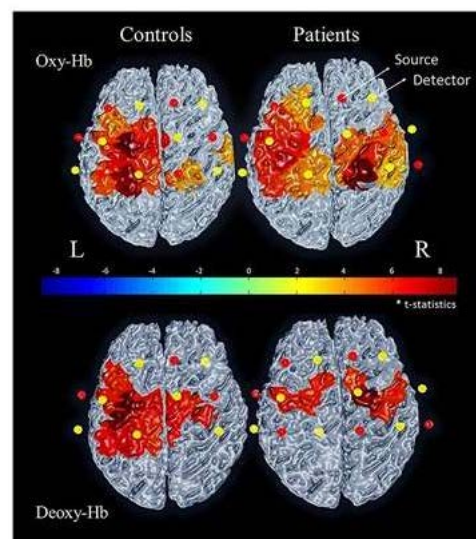 Controls Patients
Oxy-Hb
Source
Detector
L R
-8 -6 -4 -2 0 2 4 6 8
* t-statistics
Deoxy-Hb